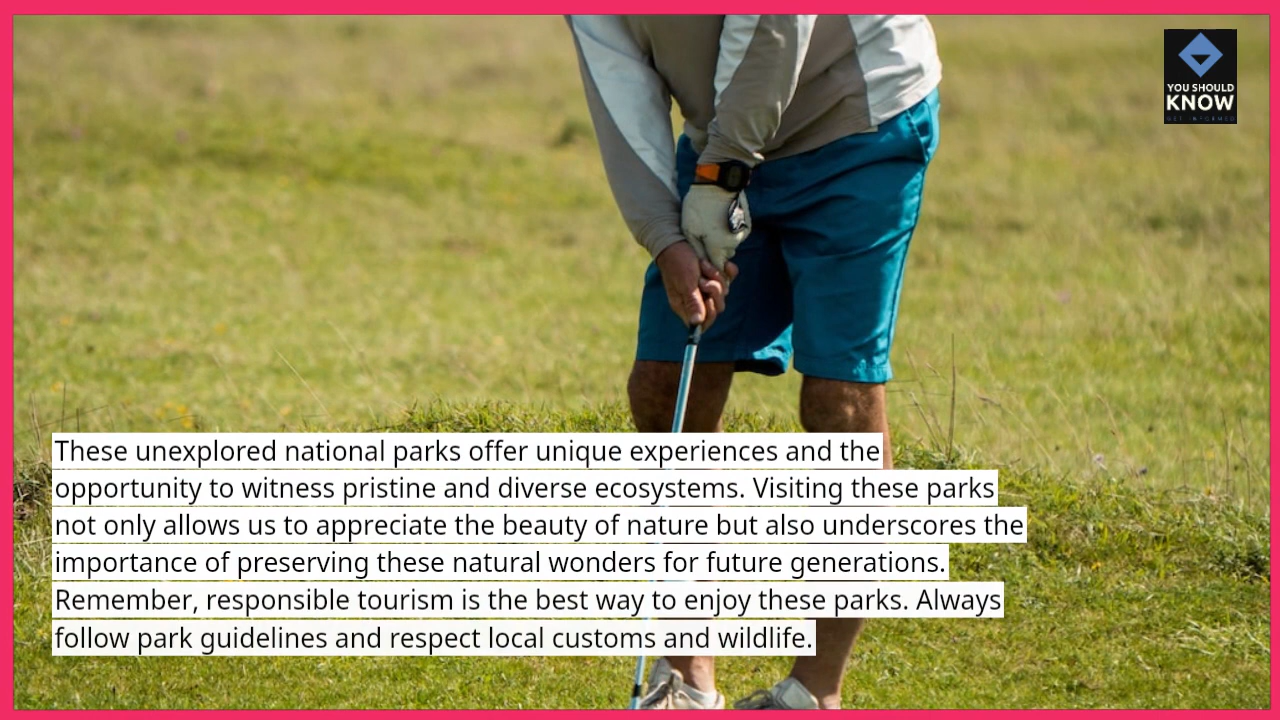 YOU SHOULD
KNOW
GET INFORMED
These unexplored national parks offer unique experiences and the
opportunity to witness pristine and diverse ecosystems. Visiting these parks
not only allows us to appreciate the beauty of nature but also underscores the
importance of preserving these natural wonders for future generations.
Remember, responsible tourism is the best way to enjoy these parks. Always
follow park guidelines and respect local customs and wildlife.